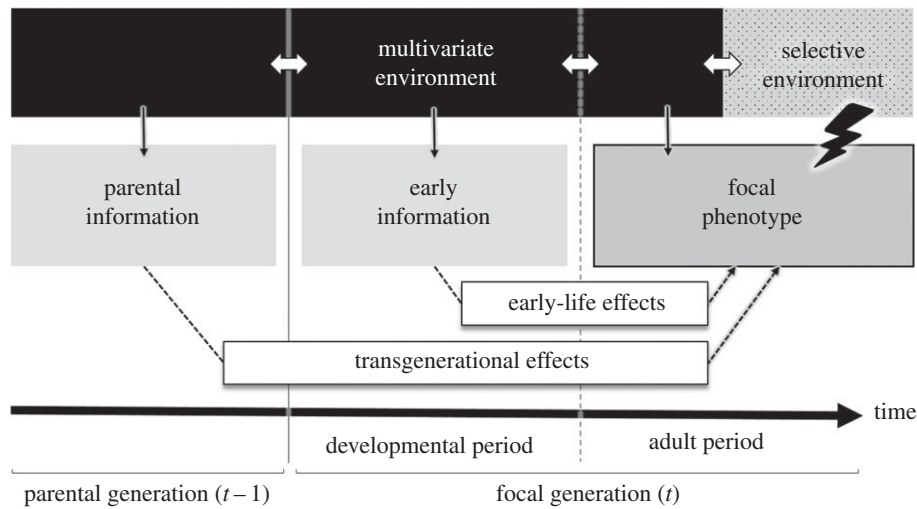 multivariate
environment
selective
environment
parental
information
early
information
focal
phenotype
early-life effects
transgenerational effects
time
developmental period
adult period
parental generation (t – 1)
focal generation (t)